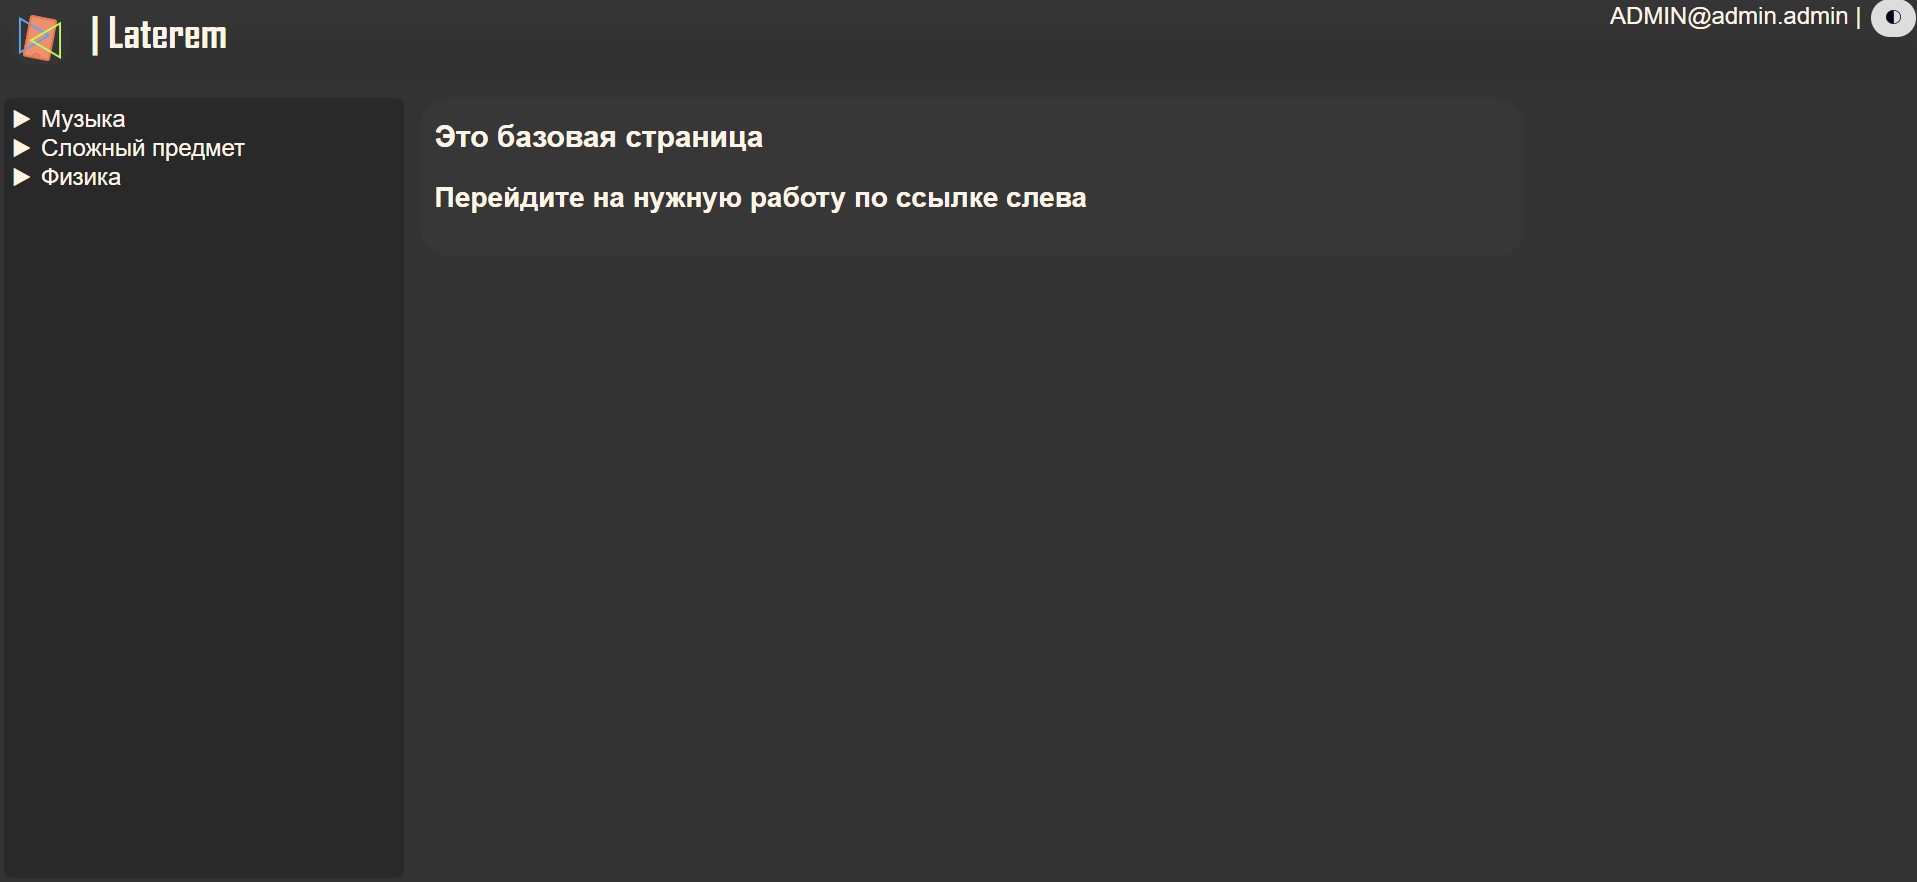 | Laterem
ADMIN@admin.admin |
Музыка
Сложный предмет
Физика
Это базовая страница
Перейдите на нужную работу по ссылке слева